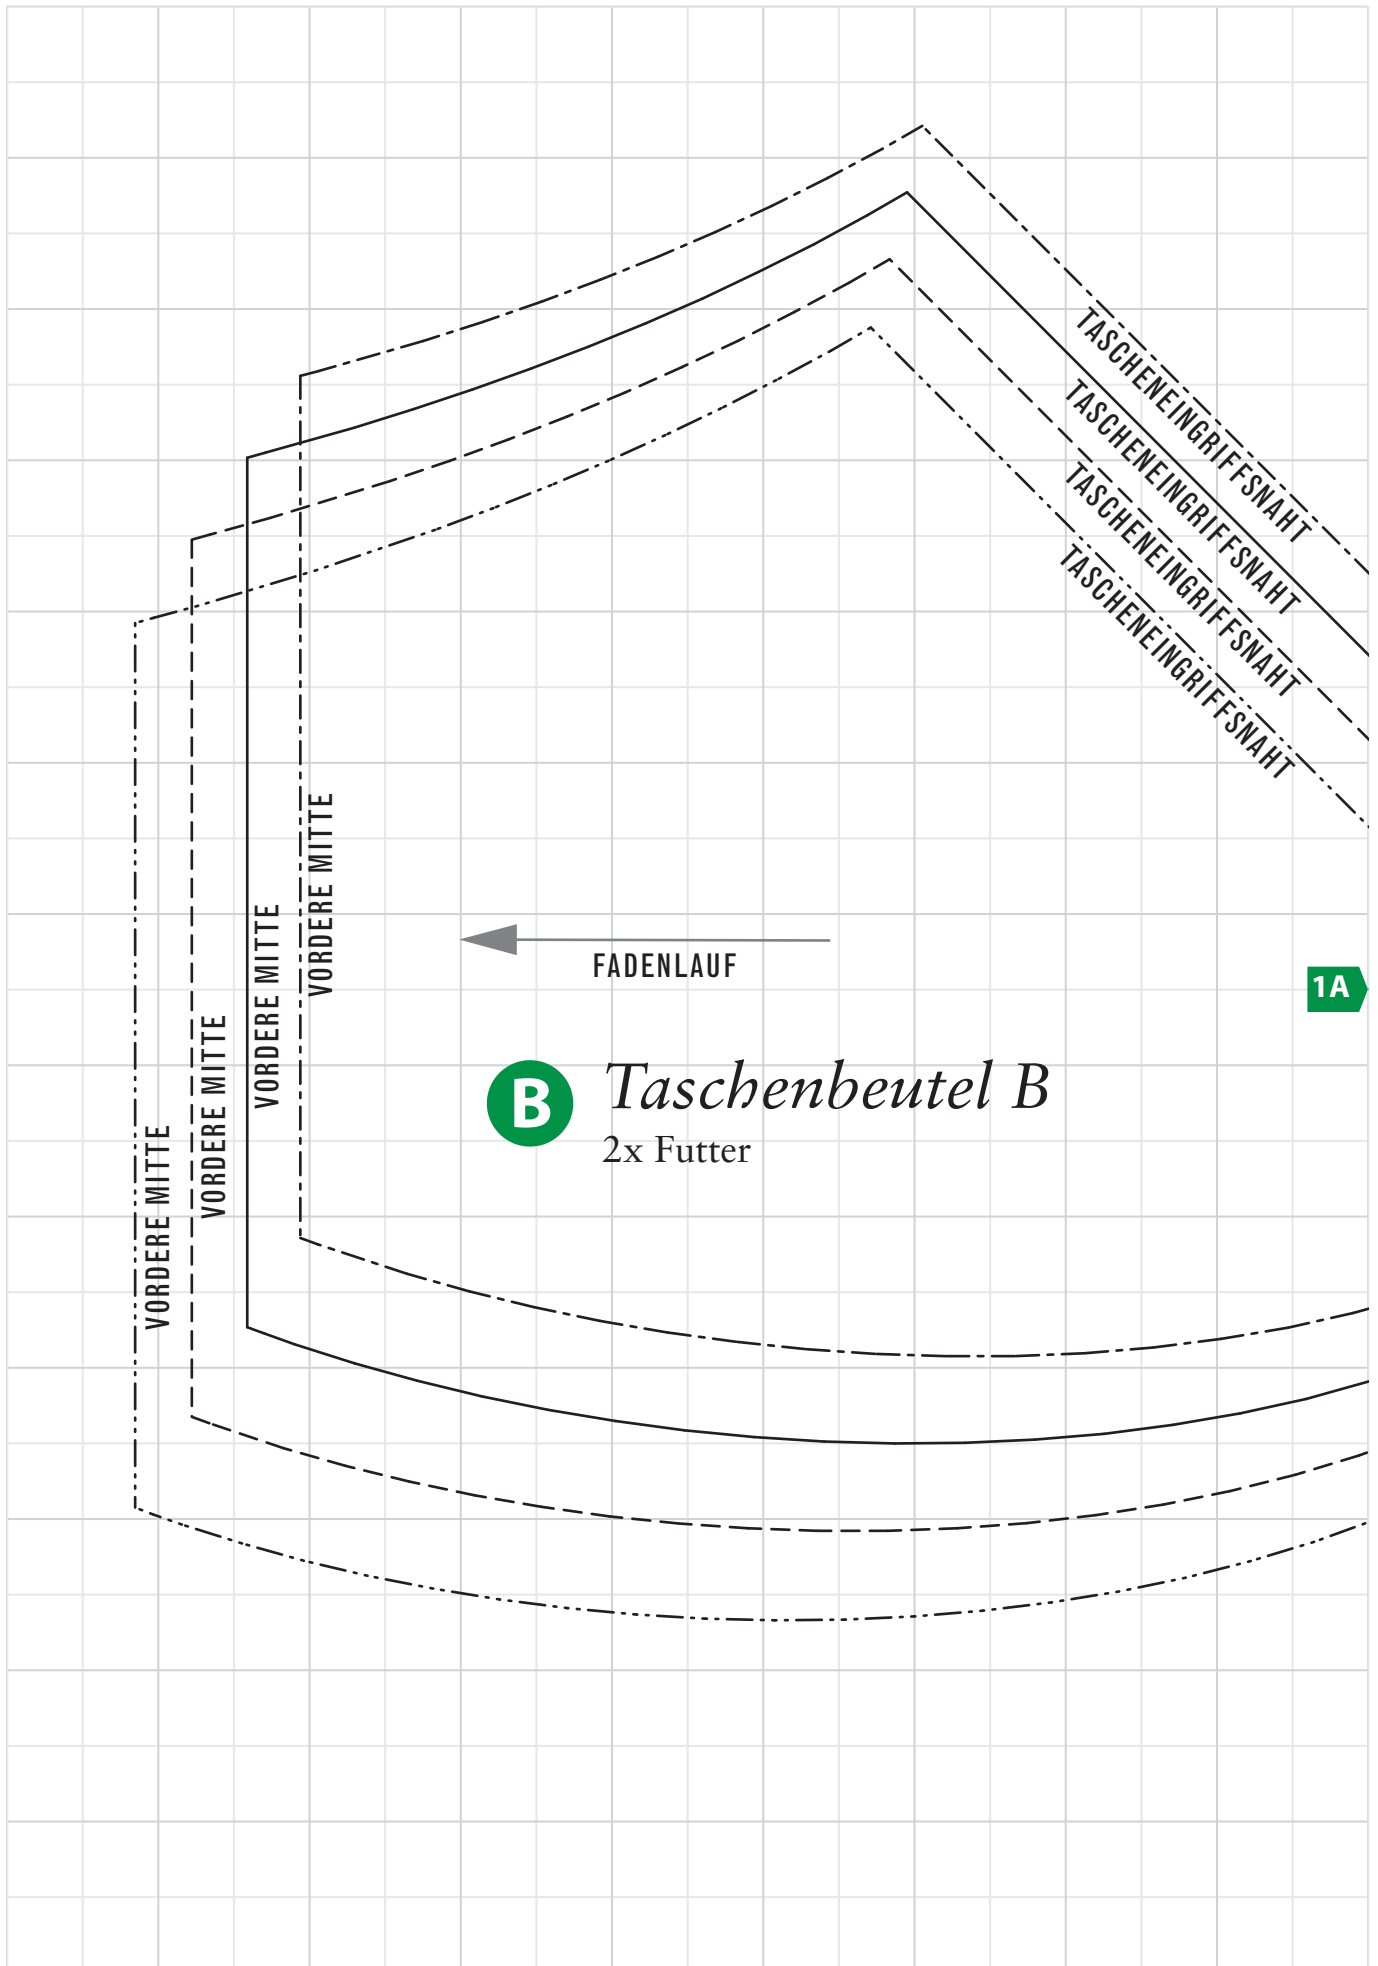 TASCHENEINGRIFFSNAHT
TASCHENEINGRIFFSNAHT
TASCHENEINGRIFFSNAHT
TASCHENEINGRIFFSNAHT
VORDERE MITTE
VORDERE MITTE
VORDERE MITTE
VORDERE MITTE
FADENLAUF
1A
B
Taschenbeutel B
2x Futter